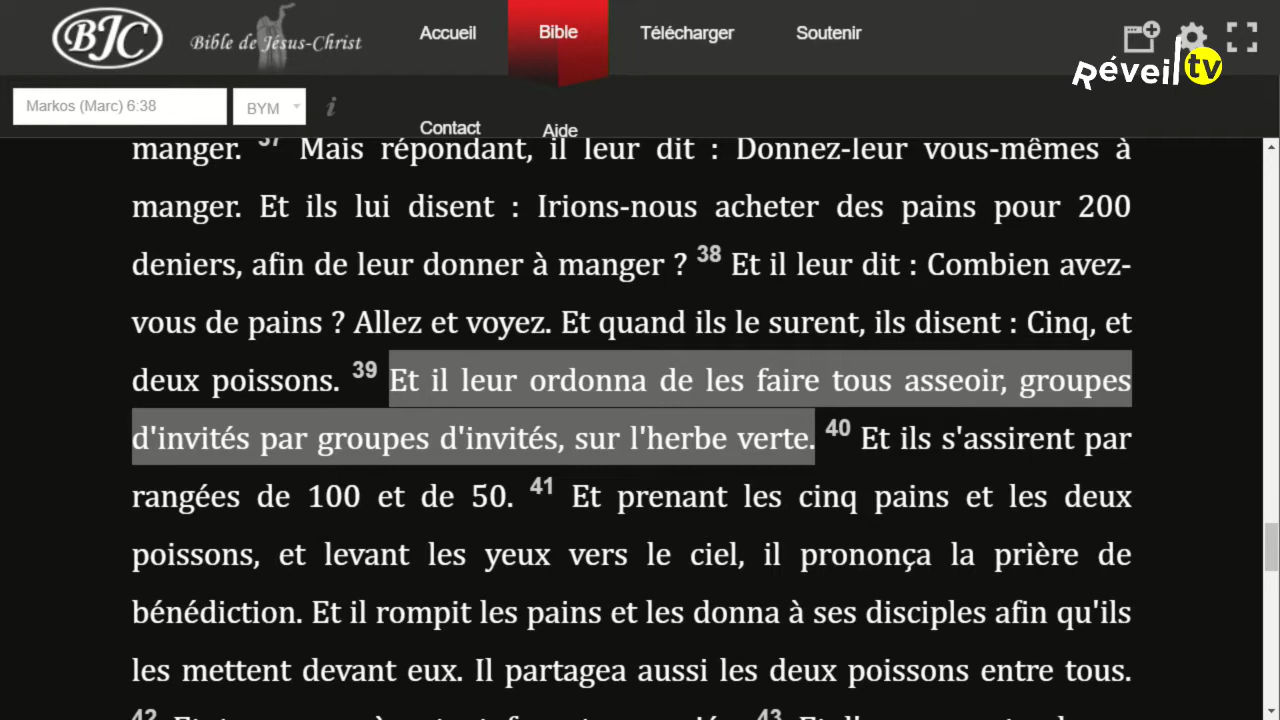 BJC
Bible de Jésus-Christ
Accueil
Bible
Télécharger
Soutenir
Réveil tv
Markos (Marc) 6:38
BYM
i
Contact
Aide
manger. 37 Mais répondant, il leur dit : Donnez-leur vous-mêmes à
manger. Et ils lui disent : Irions-nous acheter des pains pour 200
deniers, afin de leur donner à manger ? 38 Et il leur dit : Combien avez-
vous de pains ? Allez et voyez. Et quand ils le surent, ils disent : Cinq, et
deux poissons. 39 Et il leur ordonna de les faire tous asseoir, groupes
d'invités par groupes d'invités, sur l'herbe verte. 40 Et ils s'assirent par
rangées de 100 et de 50. 41 Et prenant les cinq pains et les deux
poissons, et levant les yeux vers le ciel, il prononça la prière de
bénédiction. Et il rompit les pains et les donna à ses disciples afin qu'ils
les mettent devant eux. Il partagea aussi les deux poissons entre tous.
42 43